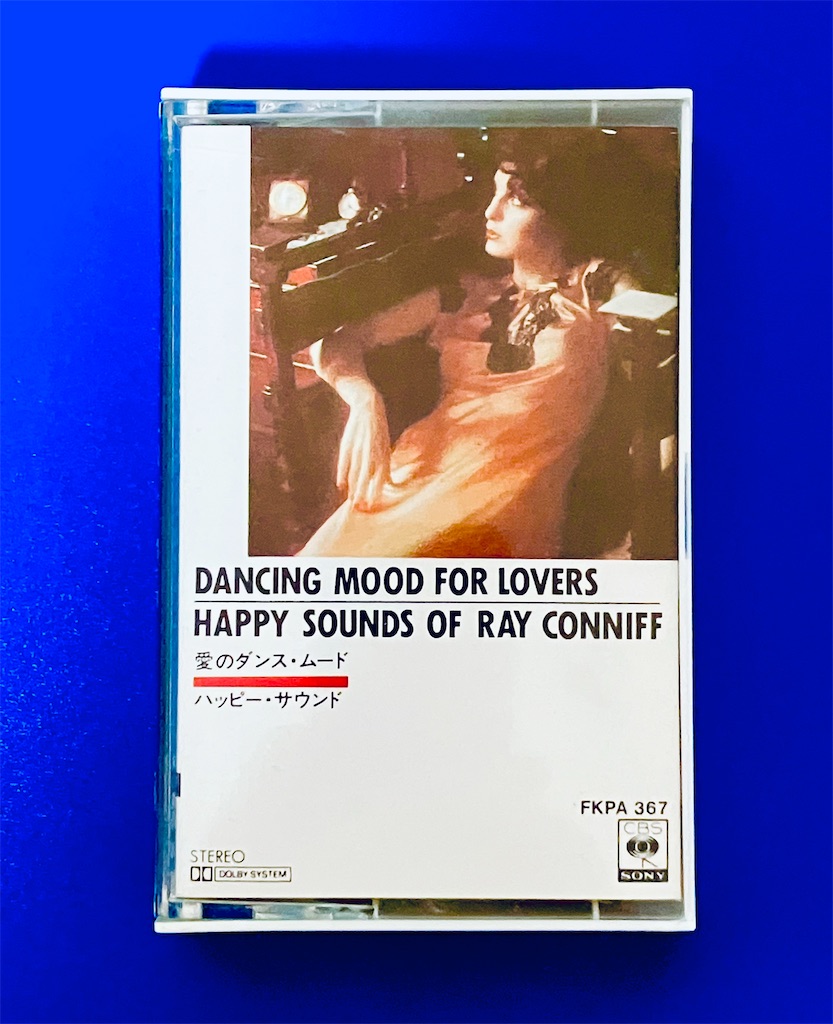 DANCING MOOD FOR LOVERS
HAPPY SOUNDS OF RAY CONNIFF
愛のダンス・ムード
ハッピー・サウンド
FKPA 367
CBS
SONY
STEREO
DOLBY SYSTEM